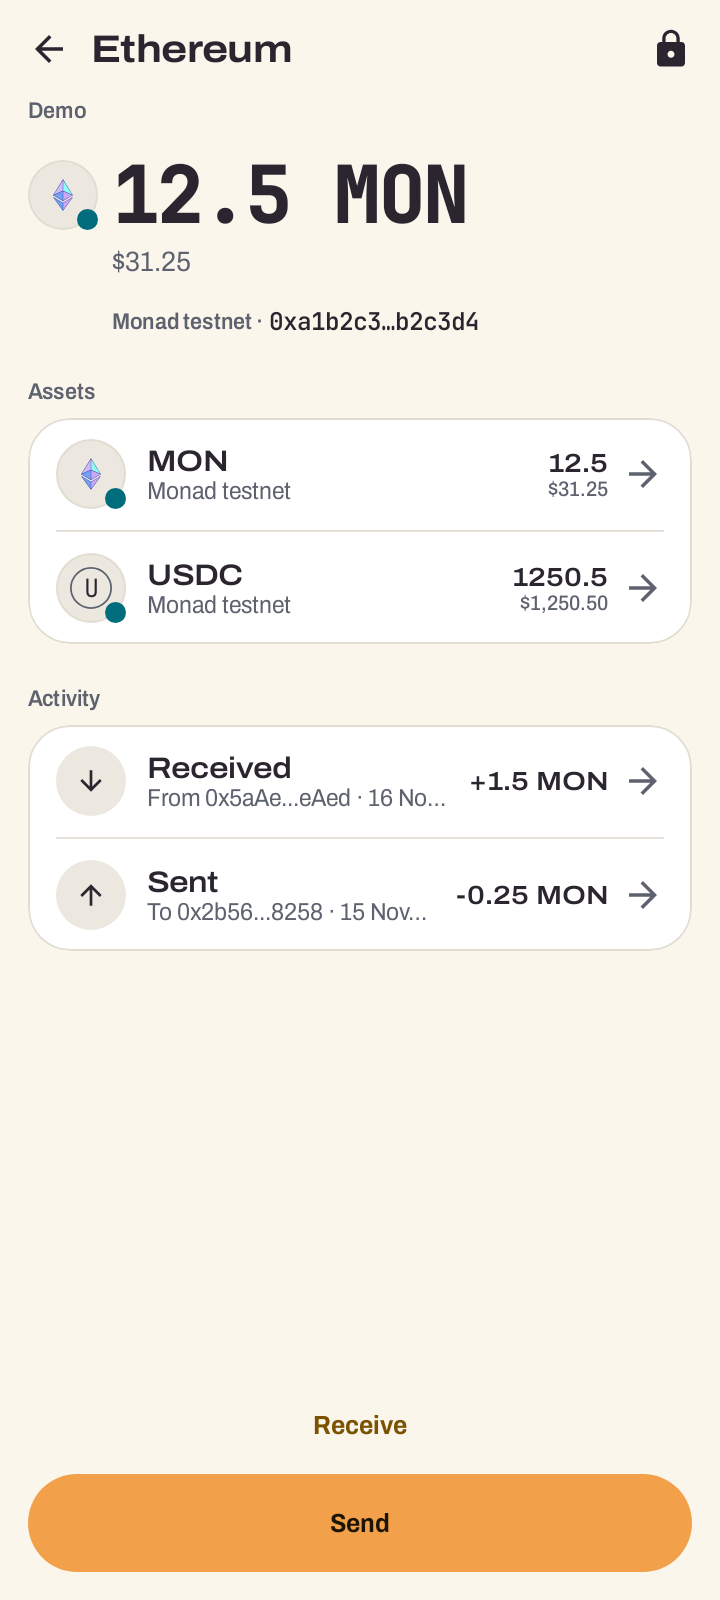 Ethereum
Demo
12.5 MON
$31.25
Monad testnet · 0xa1b2c3…b2c3d4
Assets
MON
Monad testnet
12.5
$31.25
U
USDC
Monad testnet
1250.5
$1,250.50
Activity
Received
From 0x5aAe…eAed · 16 No…
+1.5 MON
Sent
To 0x2b56…8258 · 15 Nov…
-0.25 MON
Receive
Send